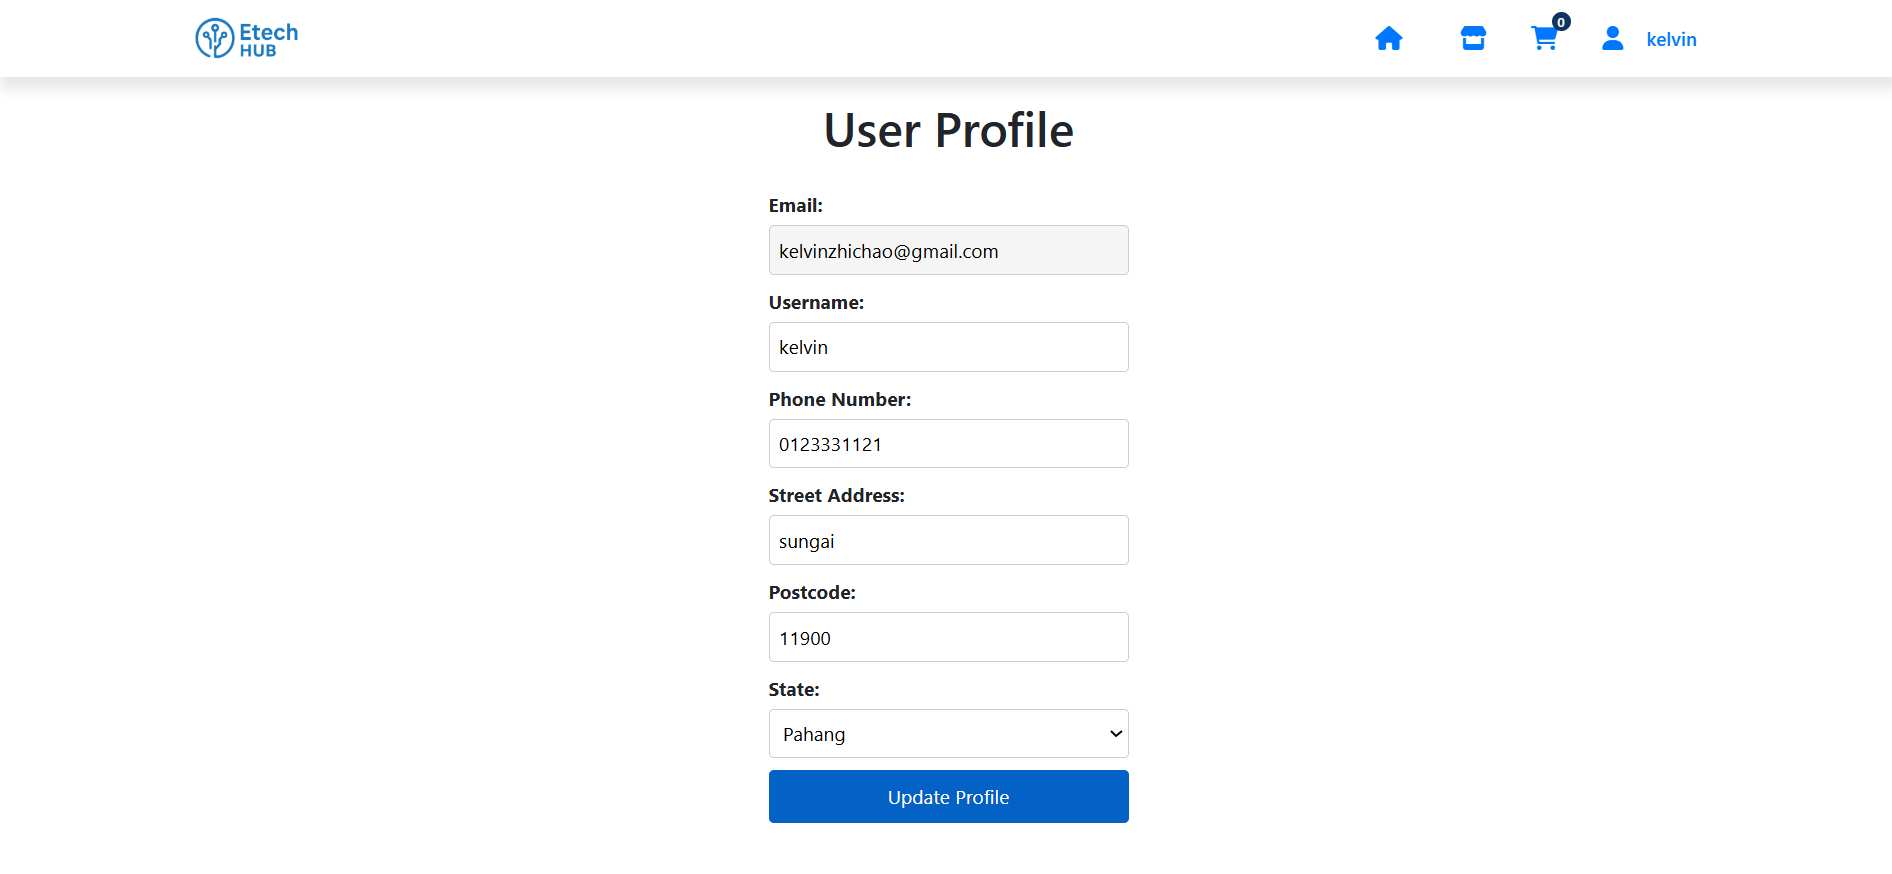 Etech
HUB
0
kelvin
User Profile
Email:
kelvinzhichao@gmail.com
Username:
kelvin
Phone Number:
0123331121
Street Address:
sungai
Postcode:
11900
State:
Pahang
Update Profile